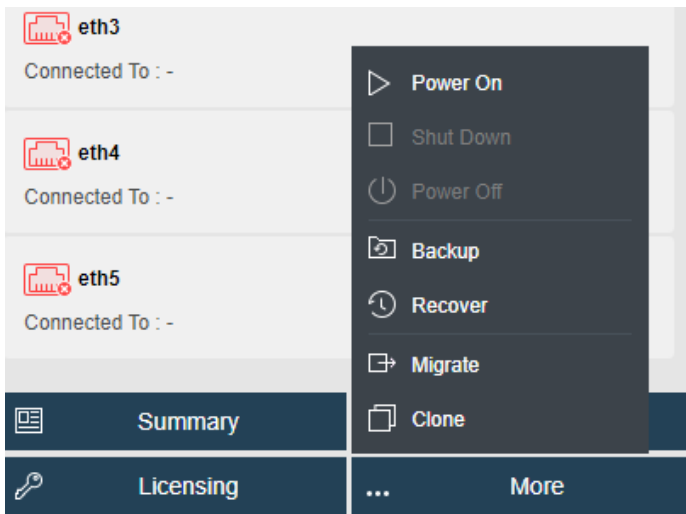 eth3
Connected To : -
eth4
Connected To : -
eth5
Connected To : -
Power On
Shut Down
Power Off
Backup
Recover
Migrate
Clone
Summary
Licensing
... More